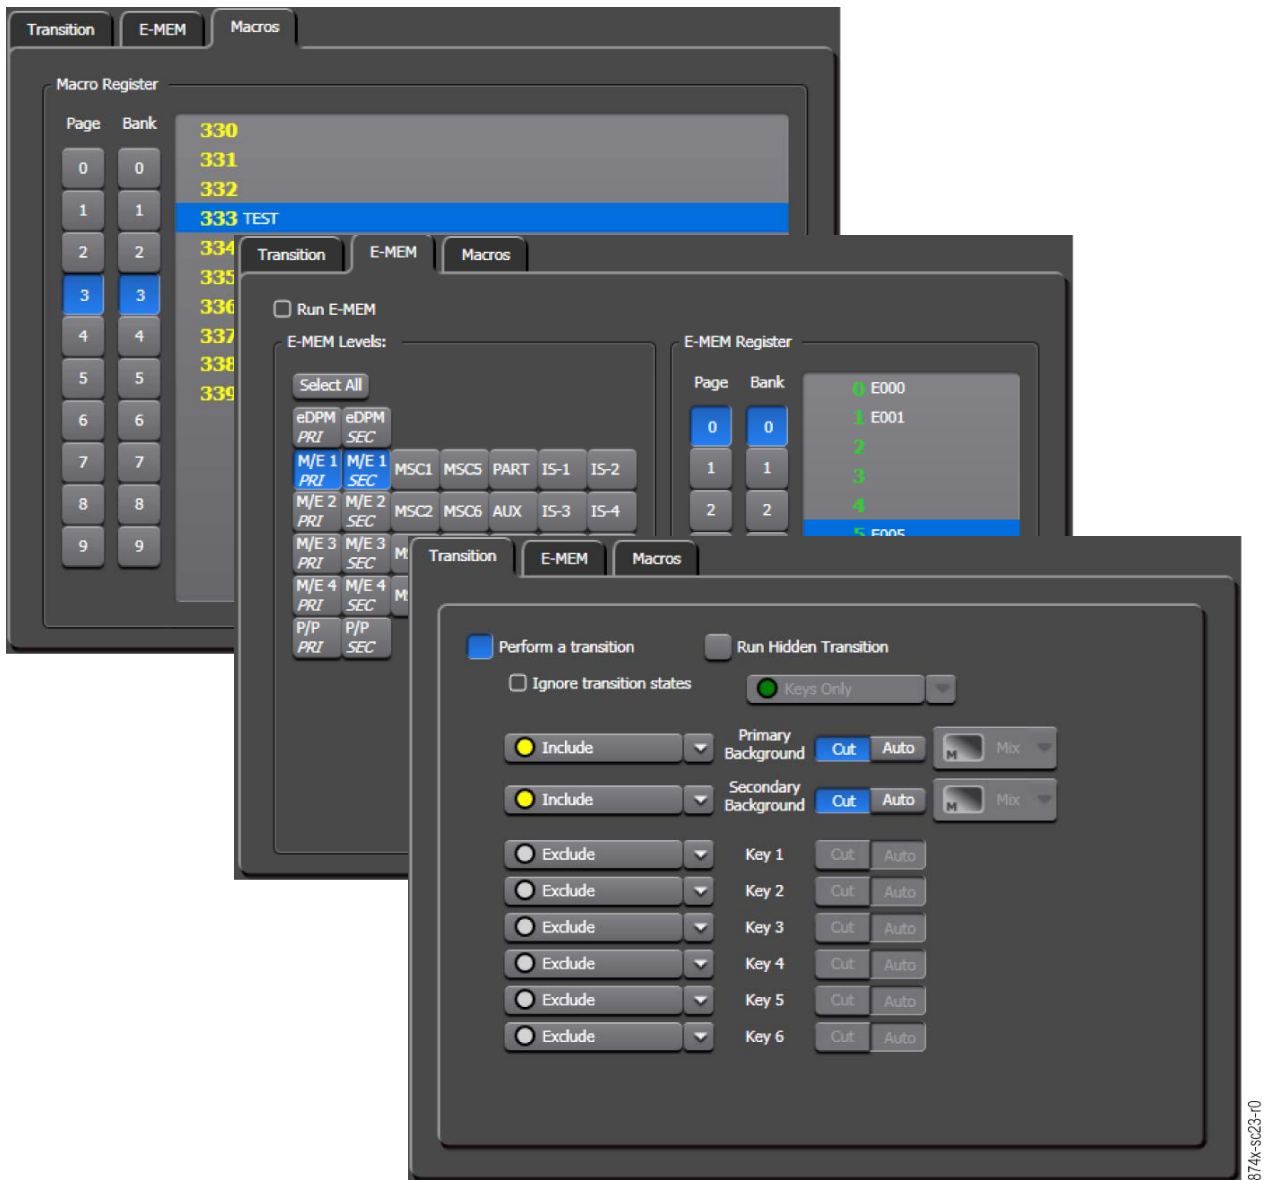 Transition E-MEM Macros
Macro Register
Page Bank
0 0
1 1
2 2
3 3
4 4
5 5
6 6
7 7
8 8
9 9
330
331
332
333 TEST
334
335
336
337
338
339
Transition E-MEM Macros
Run E-MEM
E-MEM Levels:
Select All
eDPM PRI eDPM SEC
M/E 1 PRI M/E 1 SEC MSC1 MSC5 PART IS-1 IS-2
M/E 2 PRI M/E 2 SEC MSC2 MSC6 AUX IS-3 IS-4
M/E 3 PRI M/E 3 SEC
M/E 4 PRI M/E 4 SEC
P/P PRI P/P SEC
E-MEM Register
Page Bank
0 0
1 1
2 2
0 E000
1 E001
2
3
4
5 E005
Transition E-MEM Macros
Perform a transition Run Hidden Transition
Ignore transition states Keys Only
Include Primary Background Cut Auto M Mix
Include Secondary Background Cut Auto M Mix
Exclude Key 1 Cut Auto
Exclude Key 2 Cut Auto
Exclude Key 3 Cut Auto
Exclude Key 4 Cut Auto
Exclude Key 5 Cut Auto
Exclude Key 6 Cut Auto
874x-sc23-r0